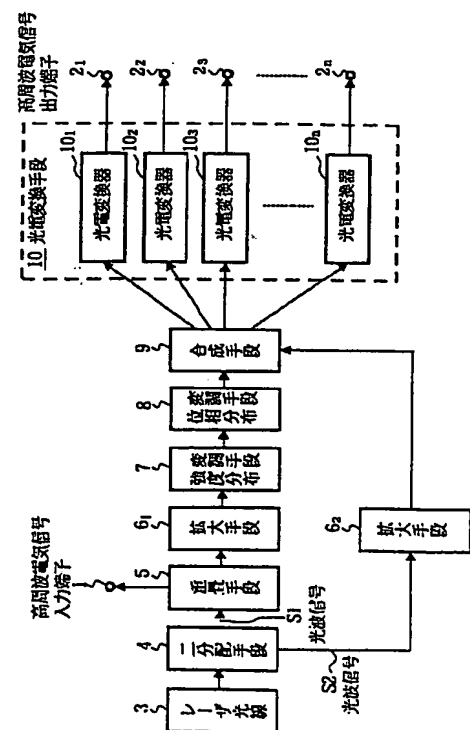 高周波電気信号
出力端子
2₁
2₂
2₃
2n
10 光電変換手段
10₁
光電変換器
10₂
光電変換器
10₃
光電変換器
10n
光電変換器
9
合成手段
8
位相分布
変調手段
7
強度分布
変調手段
6₁
拡大手段
6₂
拡大手段
高周波電気信号
入力端子
5
重畳手段
S1
光波信号
4
二分配手段
S2
光波信号
3
レーザ光線